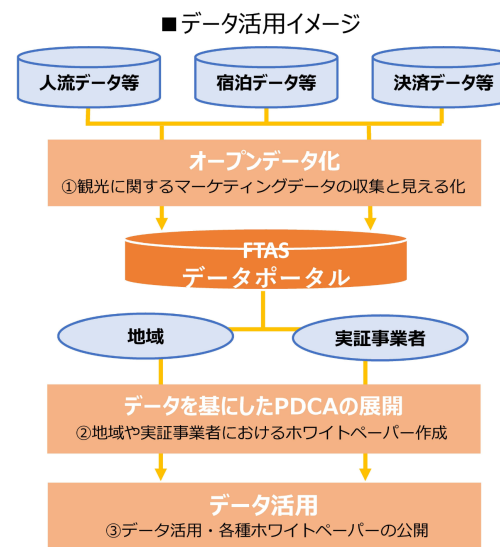 ■データ活用イメージ
人流データ等
宿泊データ等
決済データ等
オープンデータ化
①観光に関するマーケティングデータの収集と見える化
FTAS
データポータル
地域
実証事業者
データを基にしたPDCAの展開
②地域や実証事業者におけるホワイトペーパー作成
データ活用
③データ活用・各種ホワイトペーパーの公開